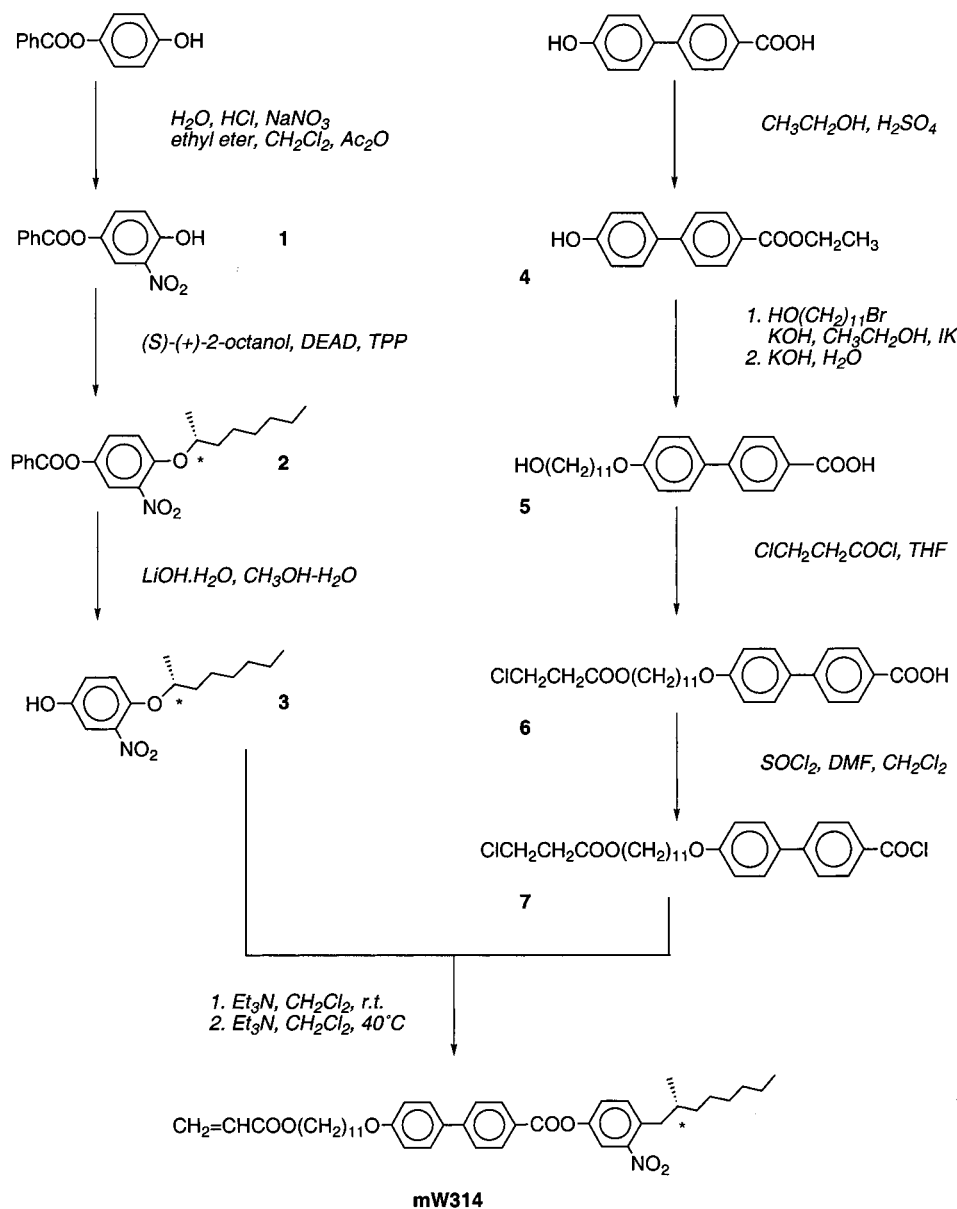 PhCOO OH
H2O, HCl, NaNO3
ethyl eter, CH2Cl2, Ac2O
PhCOO OH 1
NO2
(S)-(+)-2-octanol, DEAD, TPP
PhCOO O * 2
NO2
LiOH.H2O, CH3OH-H2O
HO O * 3
NO2
HO COOH
CH3CH2OH, H2SO4
HO COOCH2CH3
4
1. HO(CH2)11Br
KOH, CH3CH2OH, IK
2. KOH, H2O
HO(CH2)11O COOH
5
ClCH2CH2COCl, THF
ClCH2CH2COO(CH2)11O COOH
6
SOCl2, DMF, CH2Cl2
ClCH2CH2COO(CH2)11O COCl
7
1. Et3N, CH2Cl2, r.t.
2. Et3N, CH2Cl2, 40°C
CH2=CHCOO(CH2)11O COO *
NO2
mW314